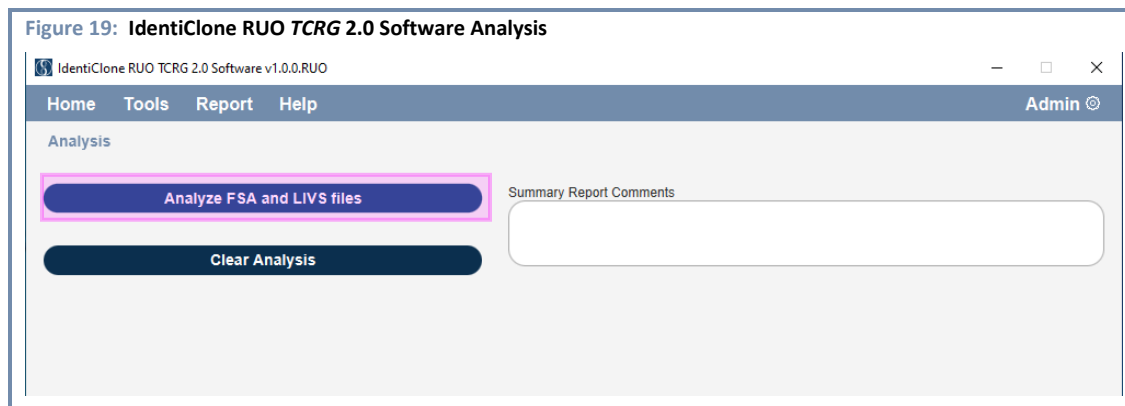 Figure 19: IdentiClone RUO TCRG 2.0 Software Analysis
IdentiClone RUO TCRG 2.0 Software v1.0.0.RUO
Home Tools Report Help Admin
Analysis
Analyze FSA and LIVS files
Summary Report Comments
Clear Analysis